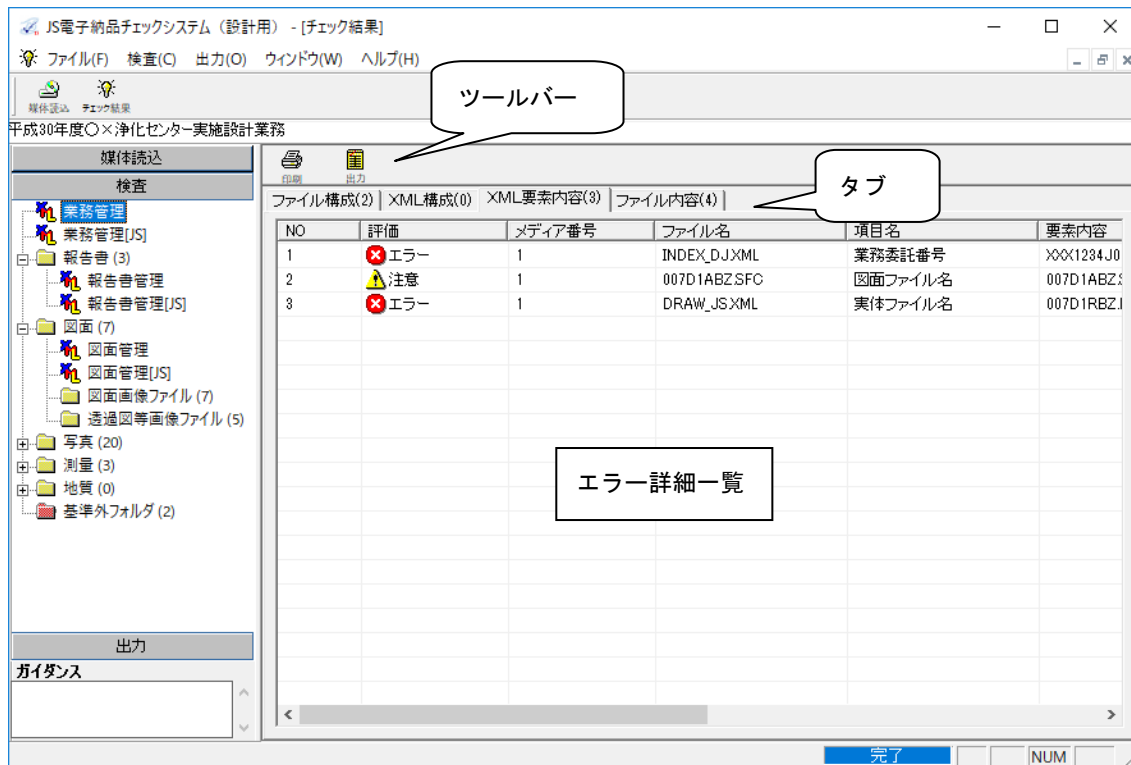 JS電子納品チェックシステム（設計用） - [チェック結果]
ファイル(F) 検査(C) 出力(O) ウィンドウ(W) ヘルプ(H)
媒体読込 チェック結果
ツールバー
平成30年度〇×浄化センター実施設計業務
媒体読込
検査
業務管理
業務管理[JS]
報告書 (3)
報告書管理
報告書管理[JS]
図面 (7)
図面管理
図面管理[JS]
図面画像ファイル (7)
透過図等画像ファイル (5)
写真 (20)
測量 (3)
地質 (0)
基準外フォルダ (2)
出力
ガイダンス
印刷 出力
タブ
ファイル構成(2) XML構成(0) XML要素内容(3) ファイル内容(4)
NO 評価 メディア番号 ファイル名 項目名 要素内容
1 エラー 1 INDEX_DJ.XML 業務委託番号 XXX1234J0
2 注意 1 007D1ABZ.SFC 図面ファイル名 007D1ABZ.S
3 エラー 1 DRAW_JS.XML 実体ファイル名 007D1RBZ.
エラー詳細一覧
完了 NUM